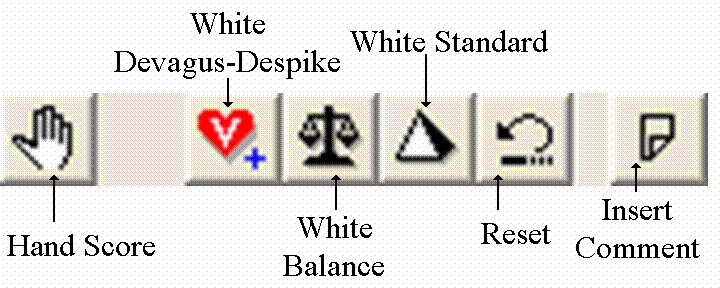 White
Devagus-Despike
White Standard
V
Hand Score
White
Balance
Reset
Insert
Comment